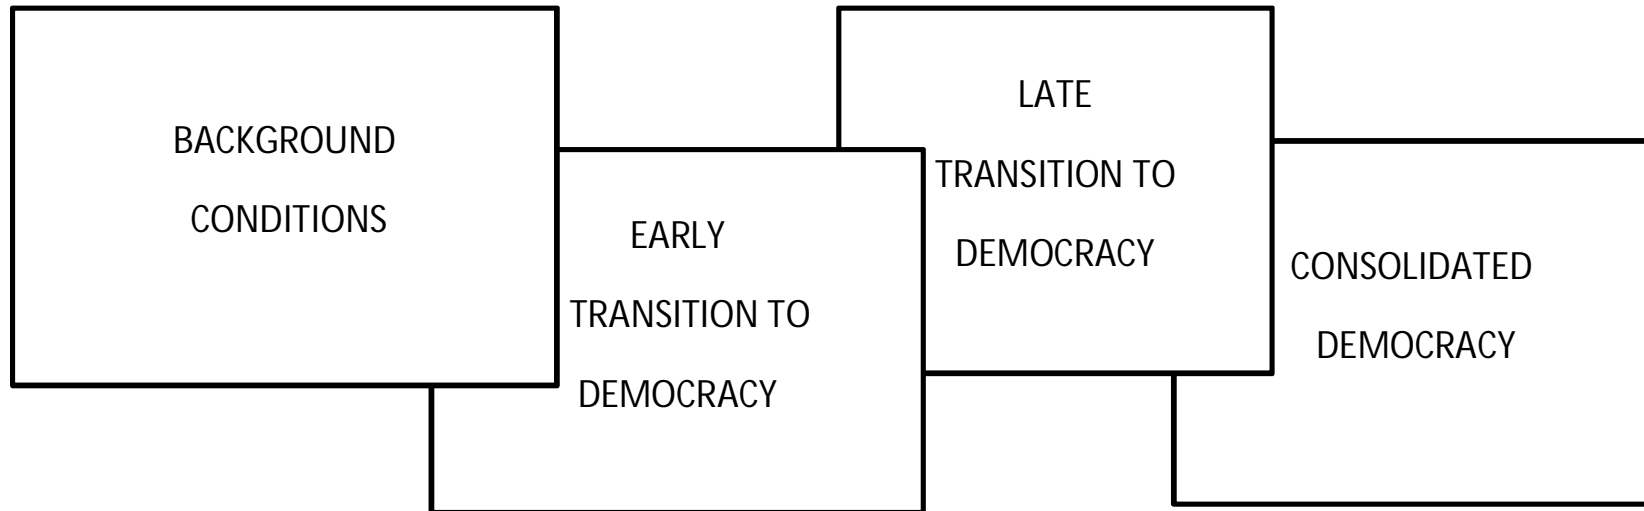 BACKGROUND
CONDITIONS
EARLY
TRANSITION TO
DEMOCRACY
LATE
TRANSITION TO
DEMOCRACY
CONSOLIDATED
DEMOCRACY